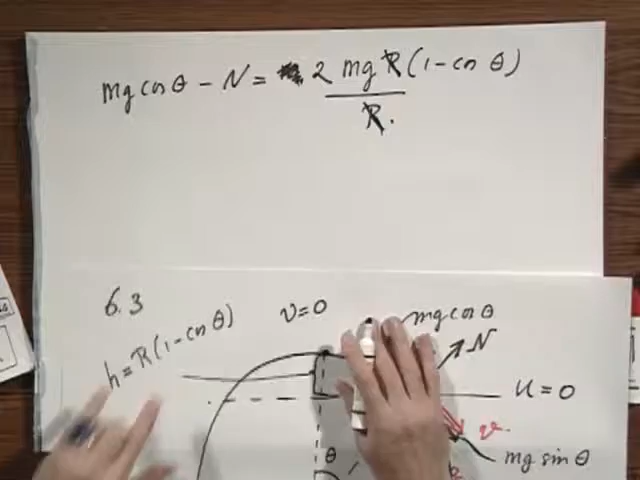 mg cos θ - N = 2 mg R (1 - cos θ)
R.
6.3
h = R (1 - cos θ)
v = 0
mg cos θ
N
U = 0
v.
mg sin θ
θ